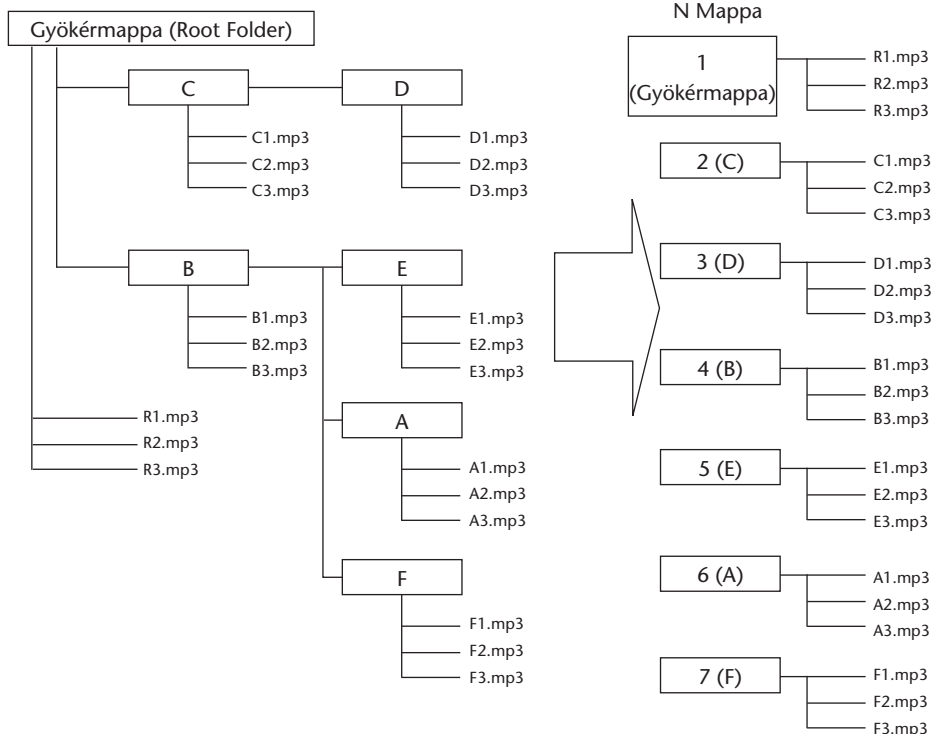 Gyökérmappa (Root Folder)
C
C1.mp3
C2.mp3
C3.mp3
D
D1.mp3
D2.mp3
D3.mp3
B
B1.mp3
B2.mp3
B3.mp3
E
E1.mp3
E2.mp3
E3.mp3
A
A1.mp3
A2.mp3
A3.mp3
F
F1.mp3
F2.mp3
F3.mp3
R1.mp3
R2.mp3
R3.mp3
N Mappa
1
(Gyökérmappa)
R1.mp3
R2.mp3
R3.mp3
2 (C)
C1.mp3
C2.mp3
C3.mp3
3 (D)
D1.mp3
D2.mp3
D3.mp3
4 (B)
B1.mp3
B2.mp3
B3.mp3
5 (E)
E1.mp3
E2.mp3
E3.mp3
6 (A)
A1.mp3
A2.mp3
A3.mp3
7 (F)
F1.mp3
F2.mp3
F3.mp3